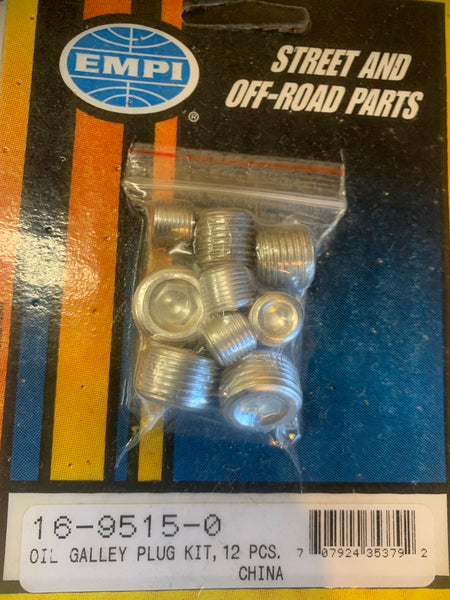 EMPI
®
STREET AND
OFF-ROAD PARTS
16-9515-0
OIL GALLEY PLUG KIT, 12 PCS.
CHINA
7 07924 35379 2